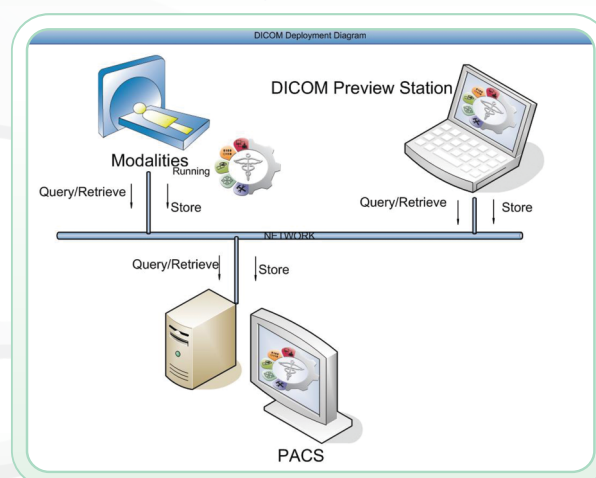 DICOM Deployment Diagram
DICOM Preview Station
Modalities
Running
Query/Retrieve
Store
Query/Retrieve
Store
NETWORK
Query/Retrieve
Store
PACS